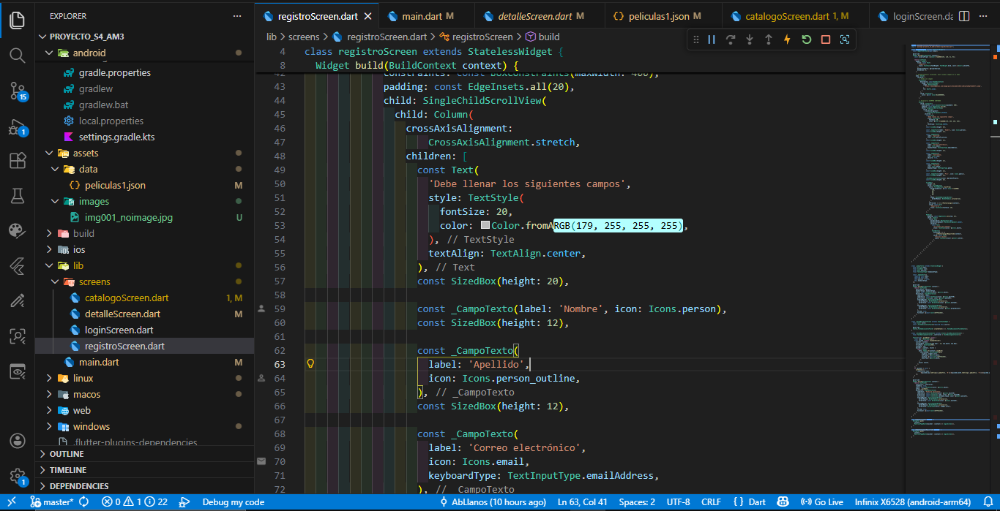 EXPLORER
registroScreen.dart
main.dart M
detalleScreen.dart M
peliculas1.json M
catalogoScreen.dart 1, M
loginScreen.da
lib > screens > registroScreen.dart > registroScreen > build
PROYECTO_S4_AM3
android
gradle.properties
gradlew
gradlew.bat
local.properties
settings.gradle.kts
assets
data
peliculas1.json M
images
img001_noimage.jpg U
build
ios
lib
screens
catalogoScreen.dart 1, M
detalleScreen.dart M
loginScreen.dart
registroScreen.dart
main.dart M
linux
macos
web
windows
.flutter-plugins-dependencies
OUTLINE
TIMELINE
DEPENDENCIES
15
1
1
4 class registroScreen extends StatelessWidget {
8 Widget build(BuildContext context) {
42 constraints: const BoxConstraints(maxWidth: 400),
43 padding: const EdgeInsets.all(20),
44 child: SingleChildScrollView(
45 child: Column(
46 crossAxisAlignment:
47 CrossAxisAlignment.stretch,
48 children: [
49 const Text(
50 'Debe llenar los siguientes campos',
51 style: TextStyle(
52 fontSize: 20,
53 color: Color.fromARGB(179, 255, 255, 255),
54 ), // TextStyle
55 textAlign: TextAlign.center,
56 ), // Text
57 const SizedBox(height: 20),
58
59 const _CampoTexto(label: 'Nombre', icon: Icons.person),
60 const SizedBox(height: 12),
61
62 const _CampoTexto(
63 label: 'Apellido',
64 icon: Icons.person_outline,
65 ), // _CampoTexto
66 const SizedBox(height: 12),
67
68 const _CampoTexto(
69 label: 'Correo electrónico',
70 icon: Icons.email,
71 keyboardType: TextInputType.emailAddress,
72 ), // _CampoTexto
master* 0 1 22 Debug my code AbLlanos (10 hours ago) Ln 63, Col 41 Spaces: 2 UTF-8 CRLF {} Dart Go Live Infinix X6528 (android-arm64)